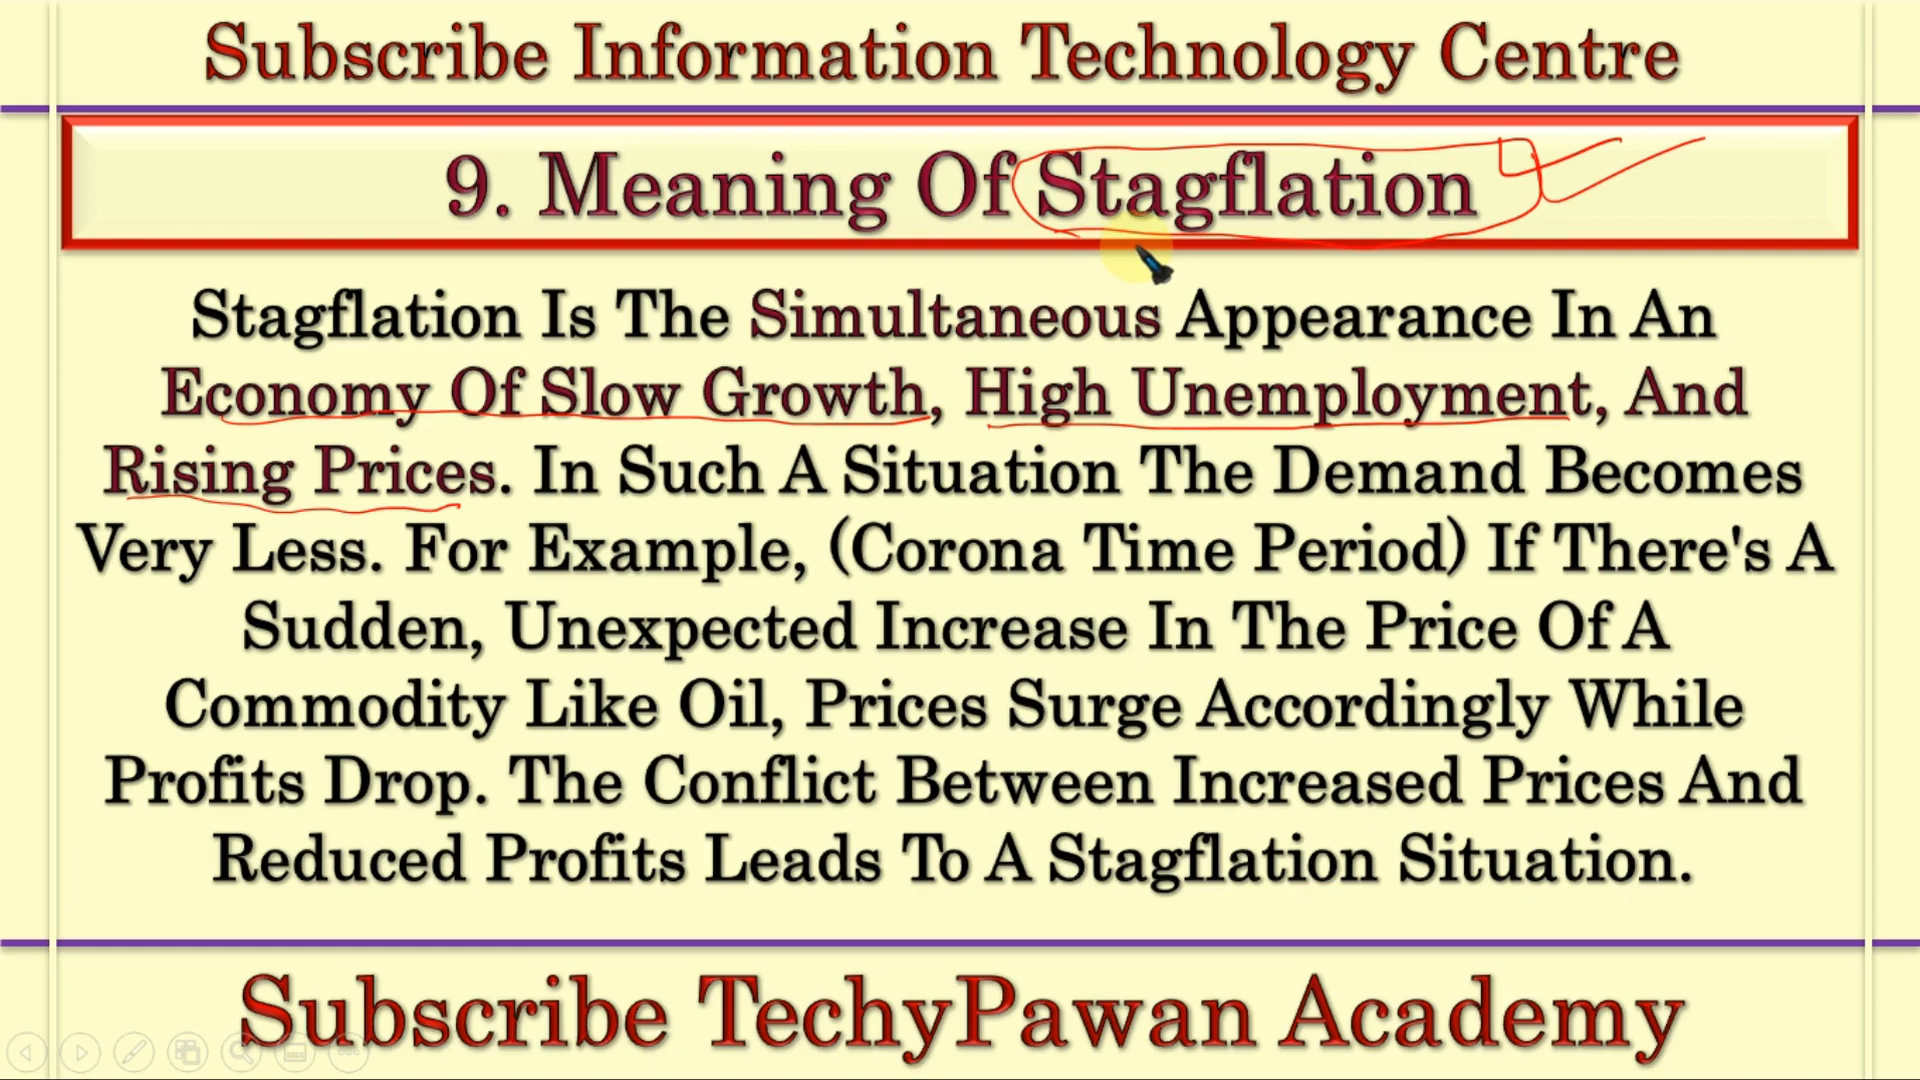 Subscribe Information Technology Centre
9. Meaning Of Stagflation
Stagflation Is The Simultaneous Appearance In An
Economy Of Slow Growth, High Unemployment, And
Rising Prices. In Such A Situation The Demand Becomes
Very Less. For Example, (Corona Time Period) If There's A
Sudden, Unexpected Increase In The Price Of A
Commodity Like Oil, Prices Surge Accordingly While
Profits Drop. The Conflict Between Increased Prices And
Reduced Profits Leads To A Stagflation Situation.
Subscribe TechyPawan Academy